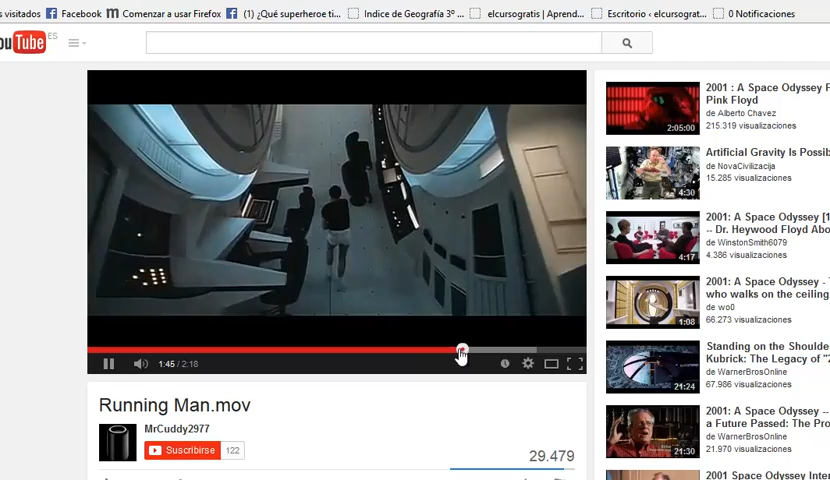 s visitados Facebook Comenzar a usar Firefox (1) ¿Qué superheroe ti... Indice de Geografía 3º ... elcursogratis | Aprend... Escritorio ‹ elcursograt... 0 Notificaciones
ou Tube ES
1:45 / 2:18
Running Man.mov
MrCuddy2977
Suscribirse 122
29.479
2001 : A Space Odyssey F
Pink Floyd
de Alberto Chavez
215.319 visualizaciones
2:05:00
Artificial Gravity Is Possib
de NovaCivilizacija
15.285 visualizaciones
4:30
2001: A Space Odyssey [1
-- Dr. Heywood Floyd Abo
de WinstonSmith6079
4.386 visualizaciones
4:17
2001: A Space Odyssey - 
who walks on the ceiling
de wo0
66.273 visualizaciones
1:08
Standing on the Shoulde
Kubrick: The Legacy of "2
de WarnerBrosOnline
67.986 visualizaciones
21:24
2001: A Space Odyssey --
a Future Passed: The Pro
de WarnerBrosOnline
21.970 visualizaciones
21:30
2001 Space Odyssey Inter